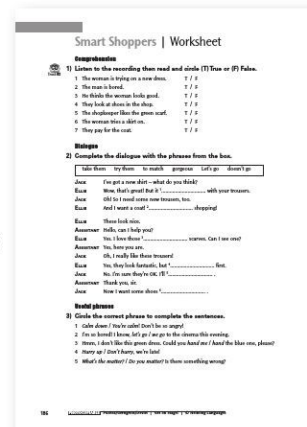 Smart Shoppers | Worksheet
Comprehension
1) Listen to the recording then read and circle (T) True or (F) False.
1 The woman is trying on a new dress. T / F
2 The man is bored. T / F
3 He thinks the woman looks good. T / F
4 They look at shoes in the shop. T / F
5 The shopkeeper likes the green scarf. T / F
6 The woman tries a skirt on. T / F
7 They pay for the coat. T / F
Dialogue
2) Complete the dialogue with the phrases from the box.
take them try them to match gorgeous Let's go doesn't go
JACK I've got a new shirt – what do you think?
ELLIE Wow, that's great! But it ¹........................ with your trousers.
JACK Oh! So I need some new trousers, too.
ELLIE And I want a coat! ²........................ shopping!
ELLIE These look nice.
ASSISTANT Hello, can I help you?
ELLIE Yes. I love those ³........................ scarves. Can I see one?
ASSISTANT Yes, here you are.
JACK Oh, I really like these trousers!
ELLIE Yes, they look fantastic, but ⁴........................ first.
JACK No. I'm sure they're OK. I'll ⁵........................ .
ASSISTANT Thank you, sir.
JACK Now I want some shoes ⁶........................ .
Useful phrases
3) Circle the correct phrase to complete the sentences.
1 Calm down / You're calm! Don't be so angry!
2 I'm so bored! I know, let's go / we go to the cinema this evening.
3 Hmm, I don't like this green dress. Could you hand me / hand the blue one, please?
4 Hurry up / Don't hurry, we're late!
5 What's the matter? / Do you matter? Is there something wrong?